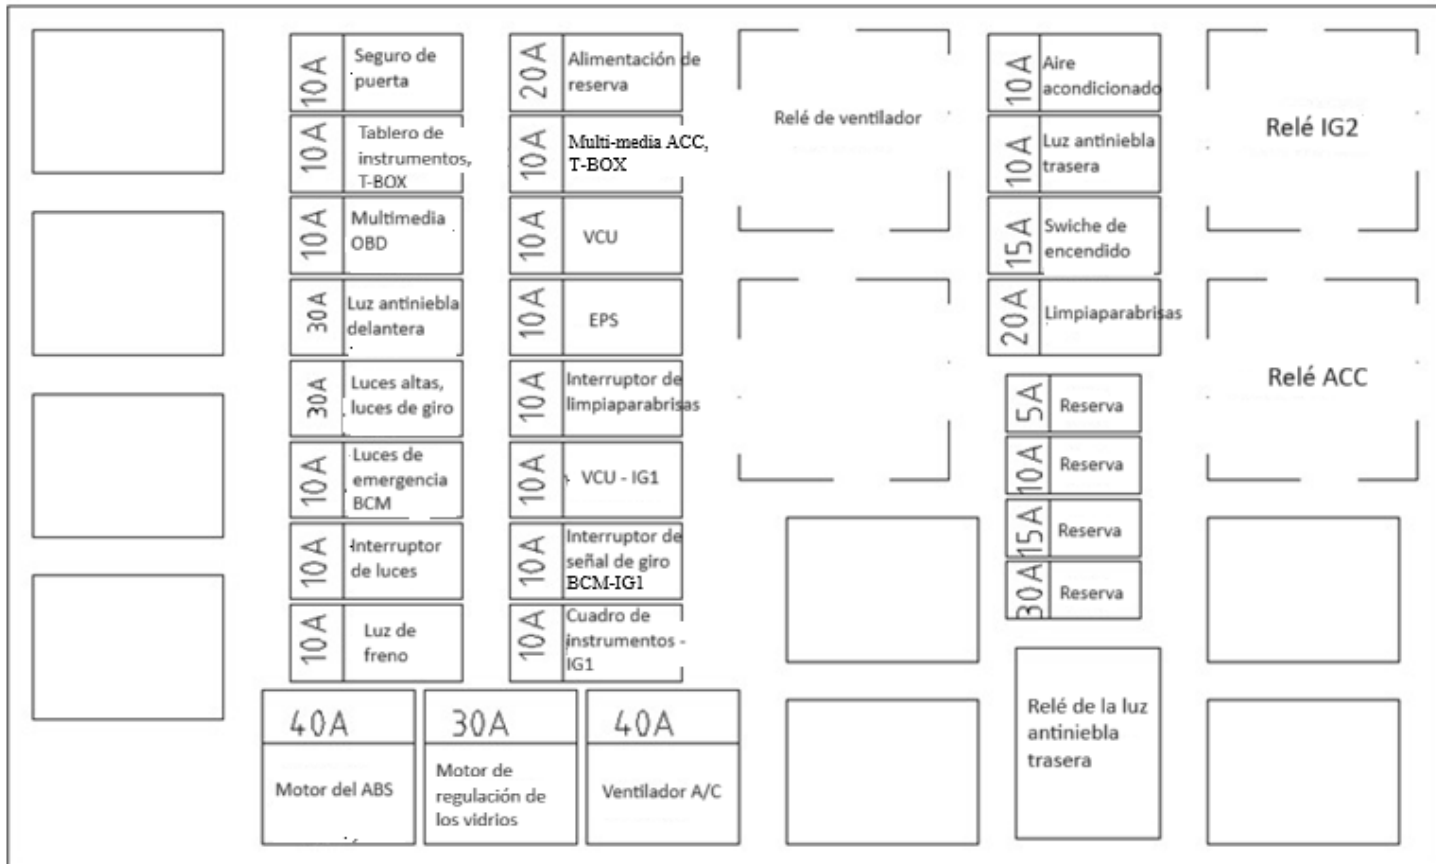 10A
Seguro de
puerta
10A
Tablero de
instrumentos,
T-BOX
10A
Multimedia
OBD
30A
Luz antiniebla
delantera
30A
Luces altas,
luces de giro
10A
Luces de
emergencia
BCM
10A
Interruptor
de luces
10A
Luz de
freno
20A
Alimentación de
reserva
10A
Multi-media ACC,
T-BOX
10A
VCU
10A
EPS
10A
Interruptor de
limpiaparabrisas
10A
VCU - IG1
10A
Interruptor de
señal de giro
BCM-IG1
10A
Cuadro de
instrumentos -
IG1
40A
Motor del ABS
30A
Motor de
regulación de
los vidrios
40A
Ventilador A/C
Relé de ventilador
10A
Aire
acondicionado
10A
Luz antiniebla
trasera
15A
Swiche de
encendido
20A
Limpiaparabrisas
5A
Reserva
10A
Reserva
15A
Reserva
30A
Reserva
Relé de la luz
antiniebla
trasera
Relé IG2
Relé ACC